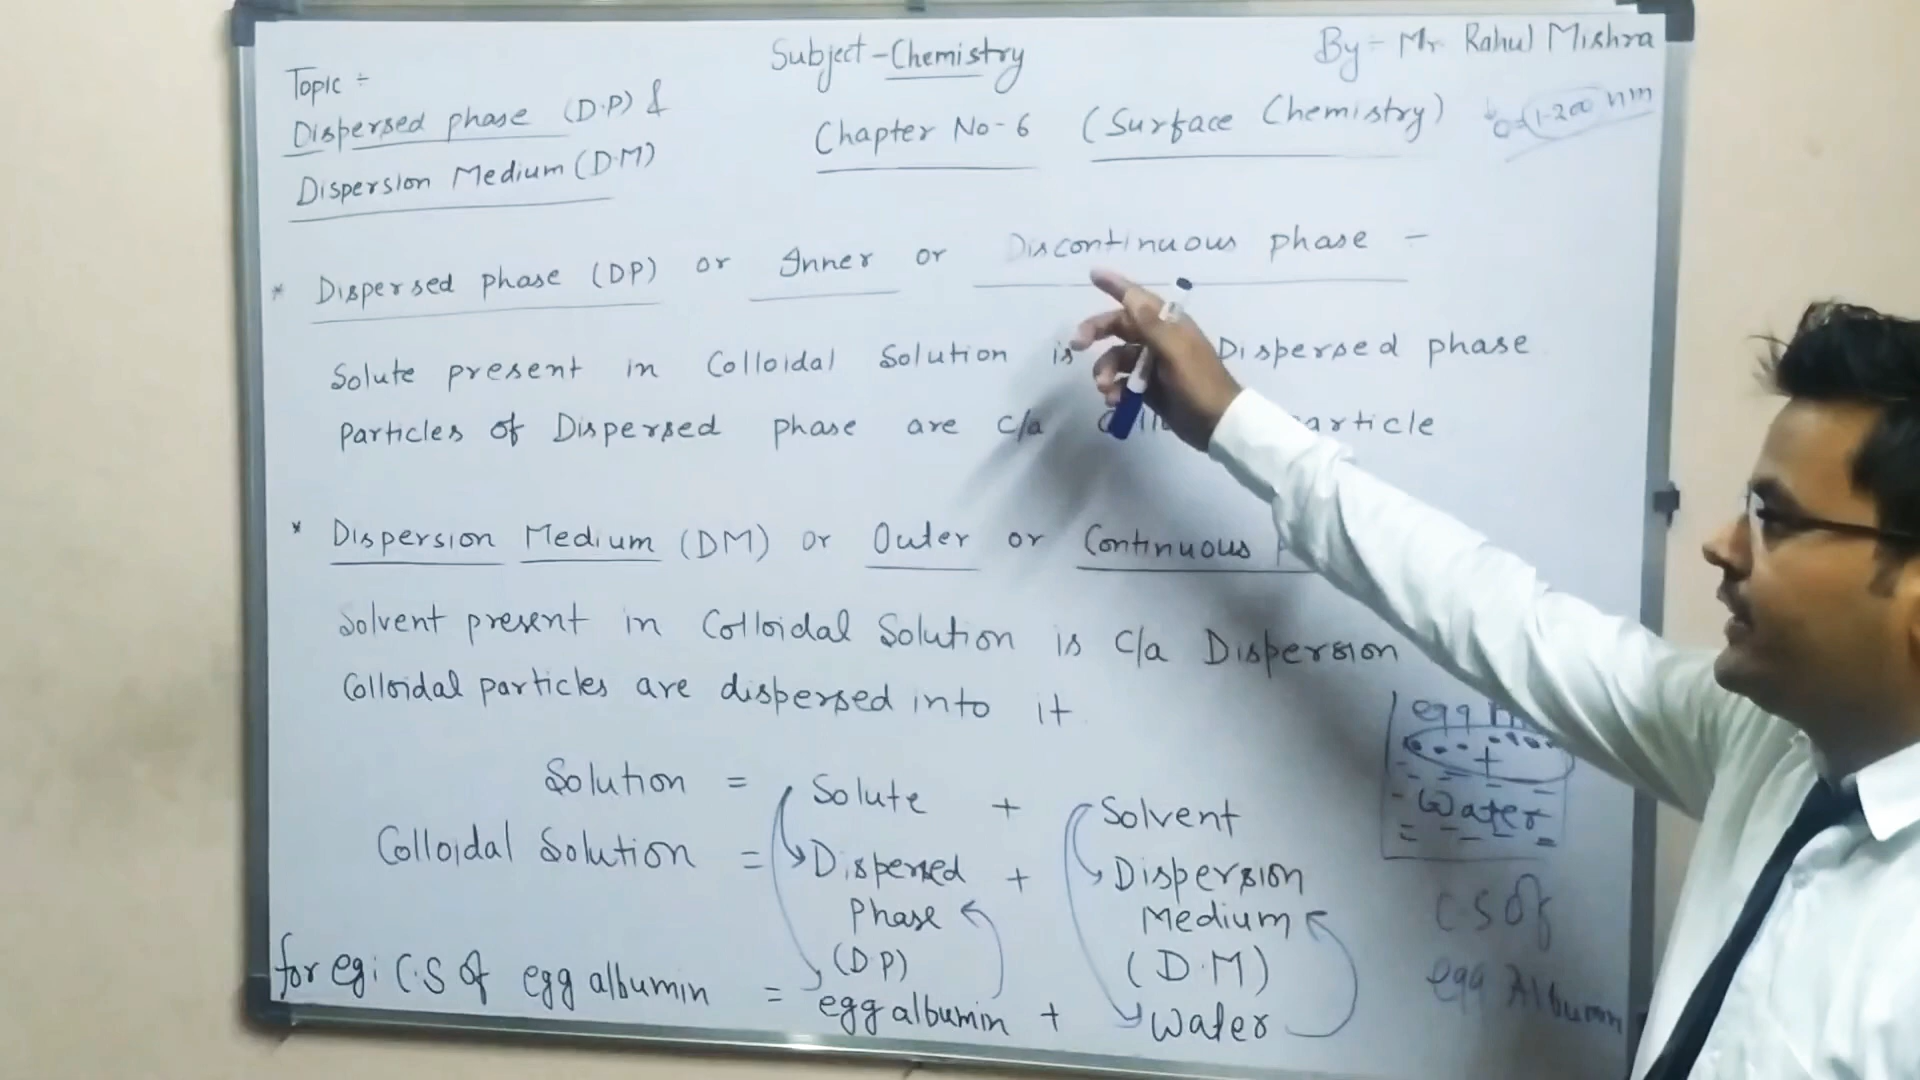 Subject - Chemistry
By - Mr Rahul Mishra
Topic -
Dispersed phase (D.P) &
Dispersion Medium (D.M)
Chapter No-6 (Surface Chemistry)
1-200 nm
* Dispersed phase (DP) or Inner or Discontinuous phase -
Solute present in Colloidal Solution is Dispersed phase
Particles of Dispersed phase are c/a article
* Dispersion Medium (DM) or Outer or Continuous
Solvent present in Colloidal Solution is C/a Dispersion
Colloidal particles are dispersed into it
Solution = Solute + Solvent
Colloidal Solution = Dispersed + Dispersion
Phase Medium
(D.P) (D.M)
for eg: C.S of egg albumin = egg albumin + Water
egg
+
Water
C.S of
egg Albumin